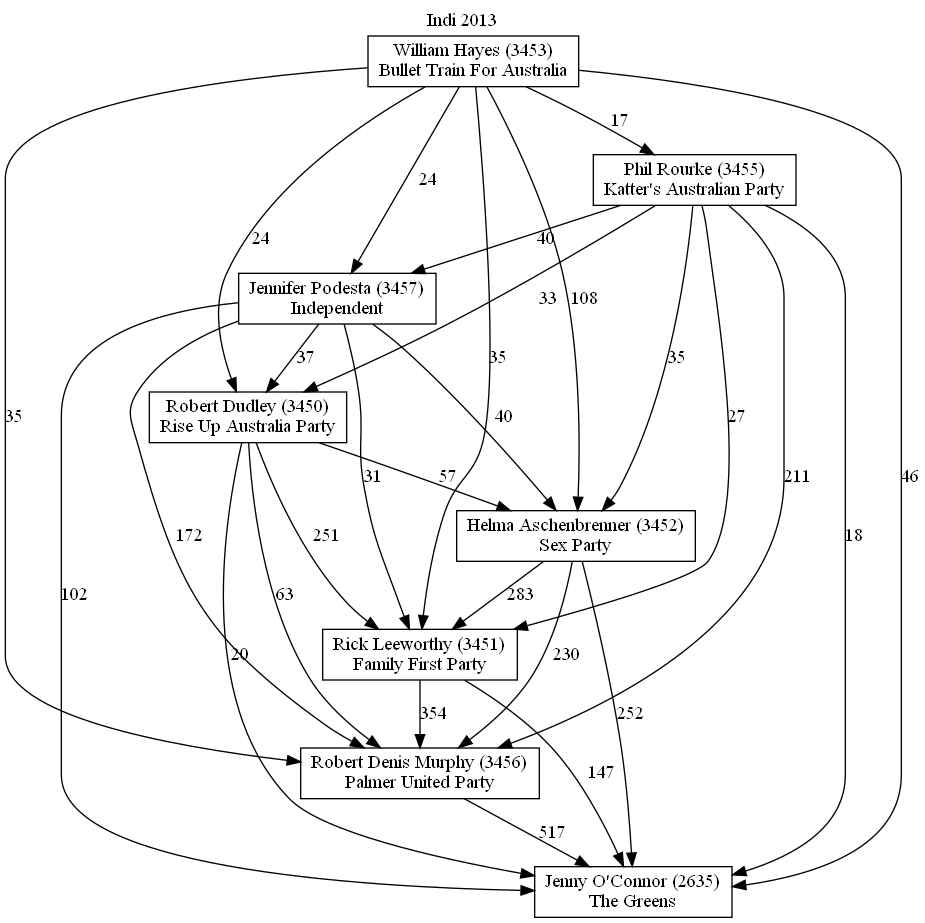 Indi 2013
William Hayes (3453)
Bullet Train For Australia
17
Phil Rourke (3455)
Katter's Australian Party
24
24
40
Jennifer Podesta (3457)
Independent
33
108
37
35
35
Robert Dudley (3450)
Rise Up Australia Party
35
40
27
46
57
31
211
Helma Aschenbrenner (3452)
Sex Party
172
251
18
102
63
283
Rick Leeworthy (3451)
Family First Party
20
230
354
252
Robert Denis Murphy (3456)
Palmer United Party
147
517
Jenny O'Connor (2635)
The Greens